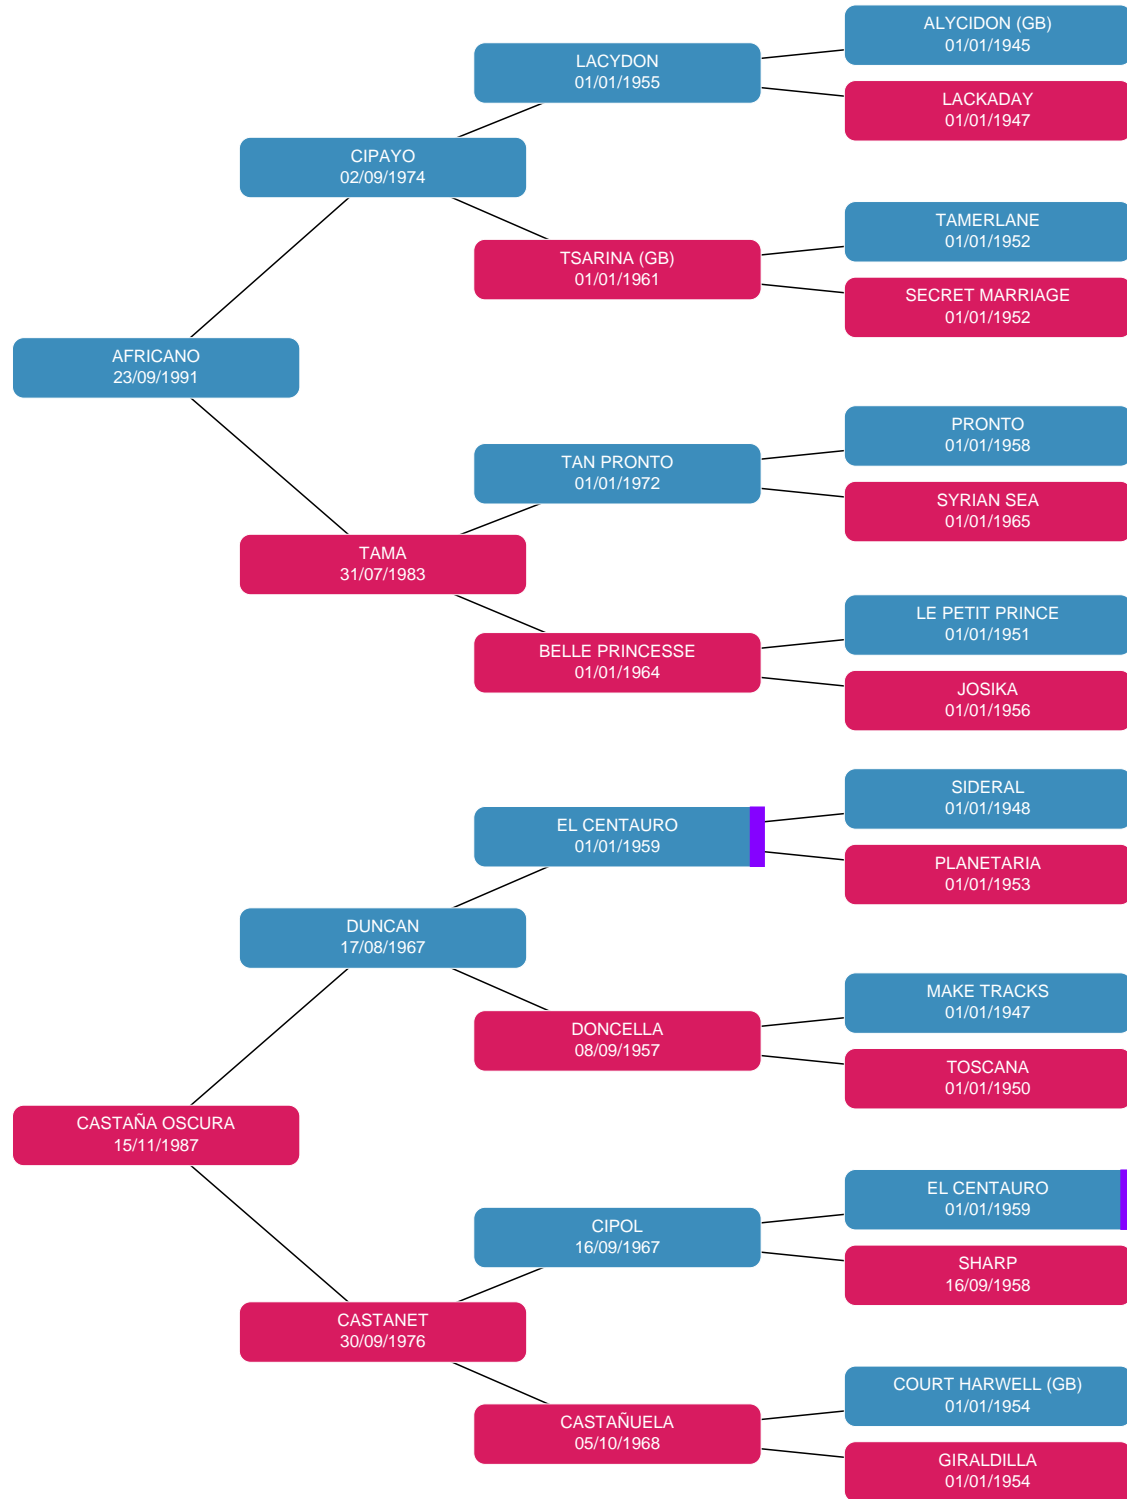 ALYCIDON (GB)
01/01/1945
LACYDON
01/01/1955
LACKADAY
01/01/1947
CIPAYO
02/09/1974
TAMERLANE
01/01/1952
TSARINA (GB)
01/01/1961
SECRET MARRIAGE
01/01/1952
AFRICANO
23/09/1991
PRONTO
01/01/1958
TAN PRONTO
01/01/1972
SYRIAN SEA
01/01/1965
TAMA
31/07/1983
LE PETIT PRINCE
01/01/1951
BELLE PRINCESSE
01/01/1964
JOSIKA
01/01/1956
SIDERAL
01/01/1948
EL CENTAURO
01/01/1959
PLANETARIA
01/01/1953
DUNCAN
17/08/1967
MAKE TRACKS
01/01/1947
DONCELLA
08/09/1957
TOSCANA
01/01/1950
CASTAÑA OSCURA
15/11/1987
EL CENTAURO
01/01/1959
CIPOL
16/09/1967
SHARP
16/09/1958
CASTANET
30/09/1976
COURT HARWELL (GB)
01/01/1954
CASTAÑUELA
05/10/1968
GIRALDILLA
01/01/1954